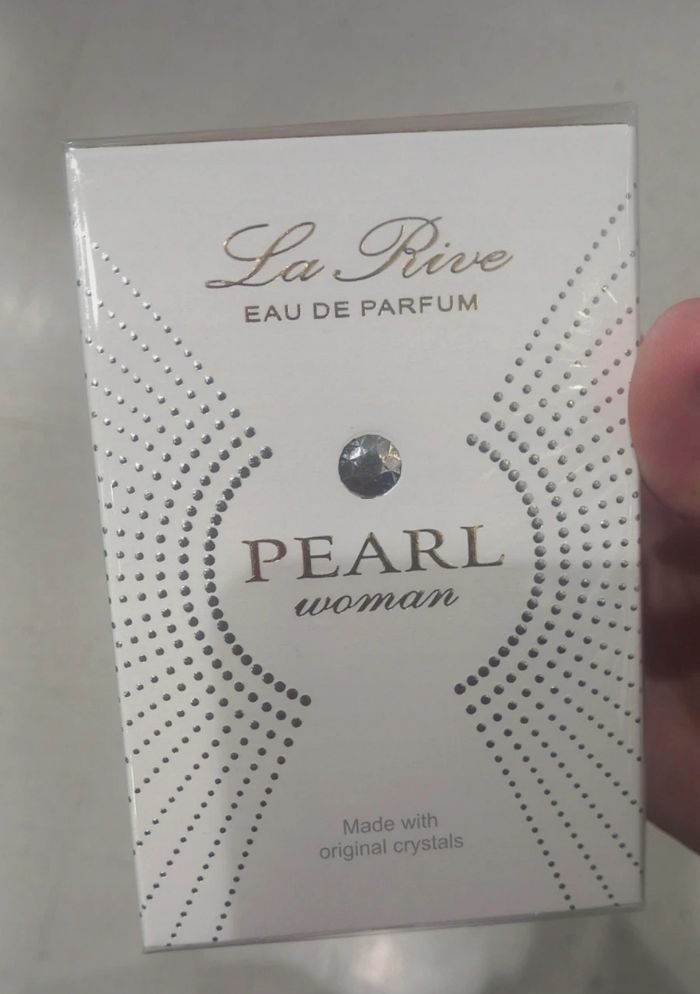 La Rive
EAU DE PARFUM
PEARL
woman
Made with
original crystals